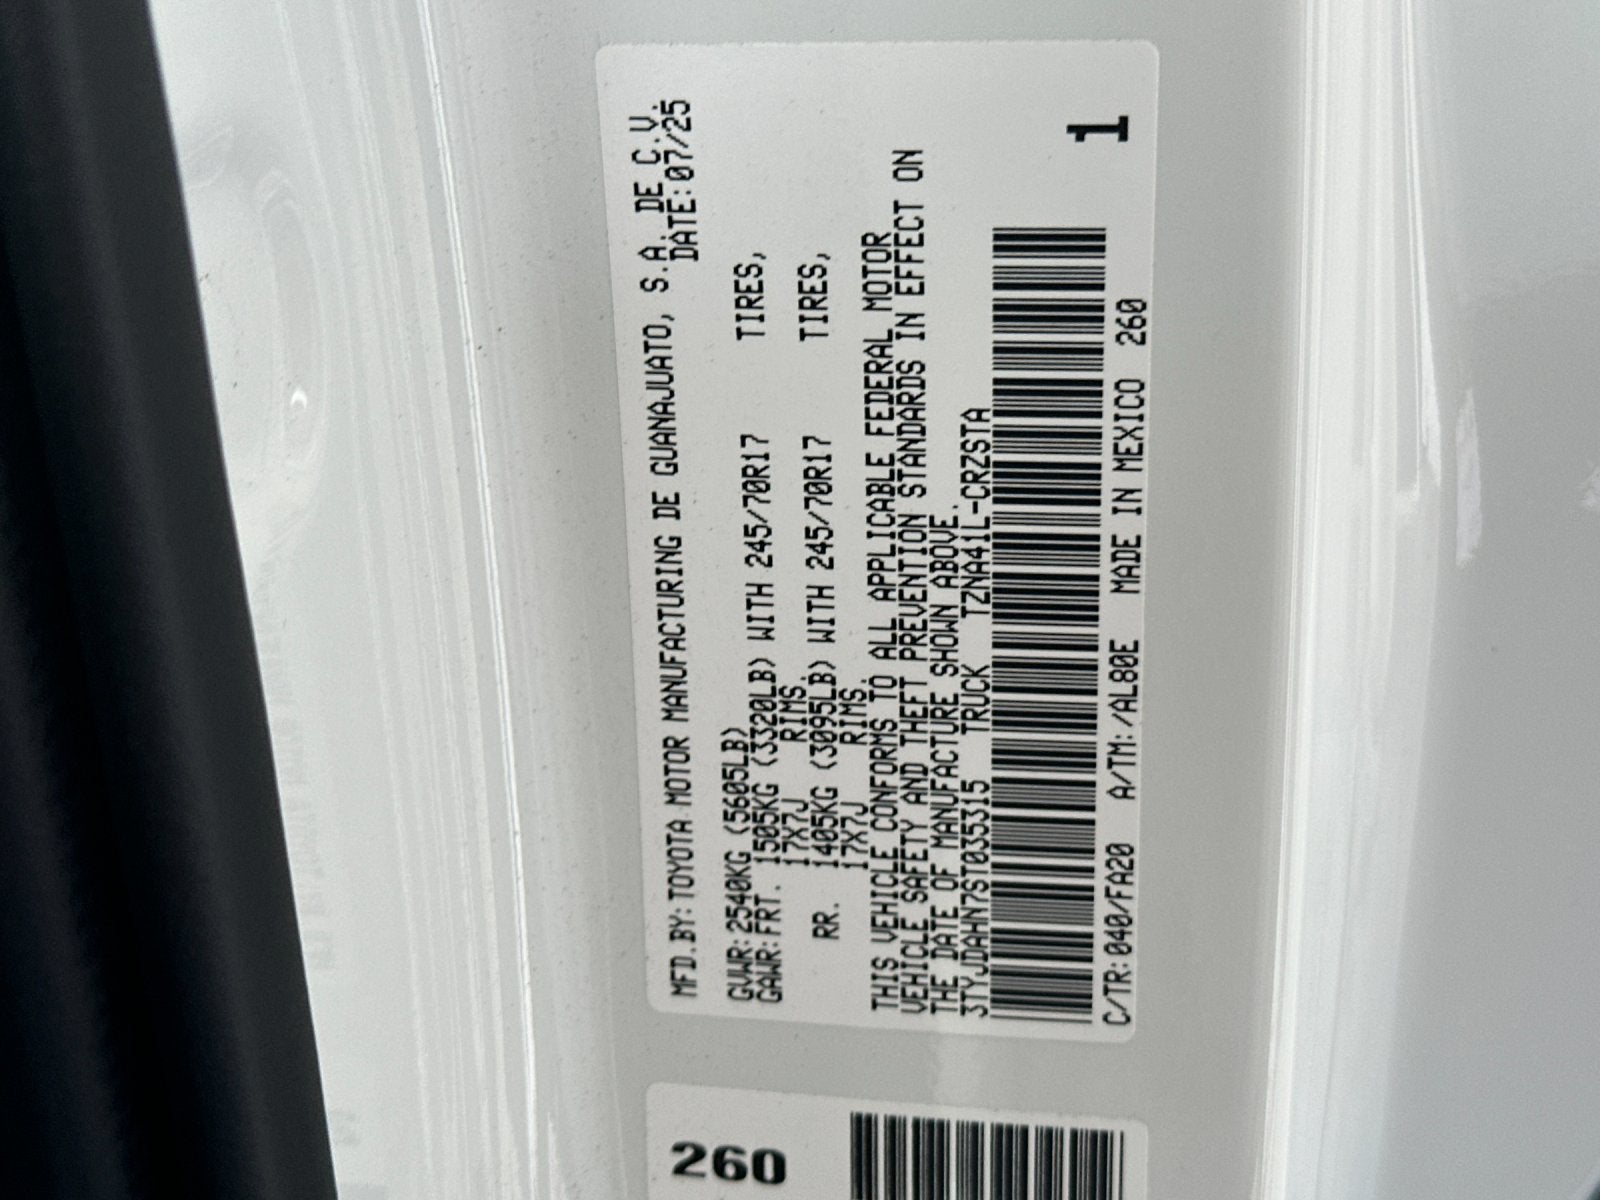 MFD.BY:TOYOTA MOTOR MANUFACTURING DE GUANAJUATO, S.A. DE C.V.
DATE:07/25
GVWR:2540KG (5605LB)
GAWR:FRT. 1505KG (3320LB) WITH 245/70R17 TIRES,
17X7J RIMS.
RR. 1405KG (3095LB) WITH 245/70R17 TIRES,
17X7J RIMS.
THIS VEHICLE CONFORMS TO ALL APPLICABLE FEDERAL MOTOR
VEHICLE SAFETY AND THEFT PREVENTION STANDARDS IN EFFECT ON
THE DATE OF MANUFACTURE SHOWN ABOVE.
3TYJDAHN7ST035315 TRUCK TZNA41L-CRZSTA
1
C/TR:040/FA20 A/TM:/AL80E MADE IN MEXICO 260
260